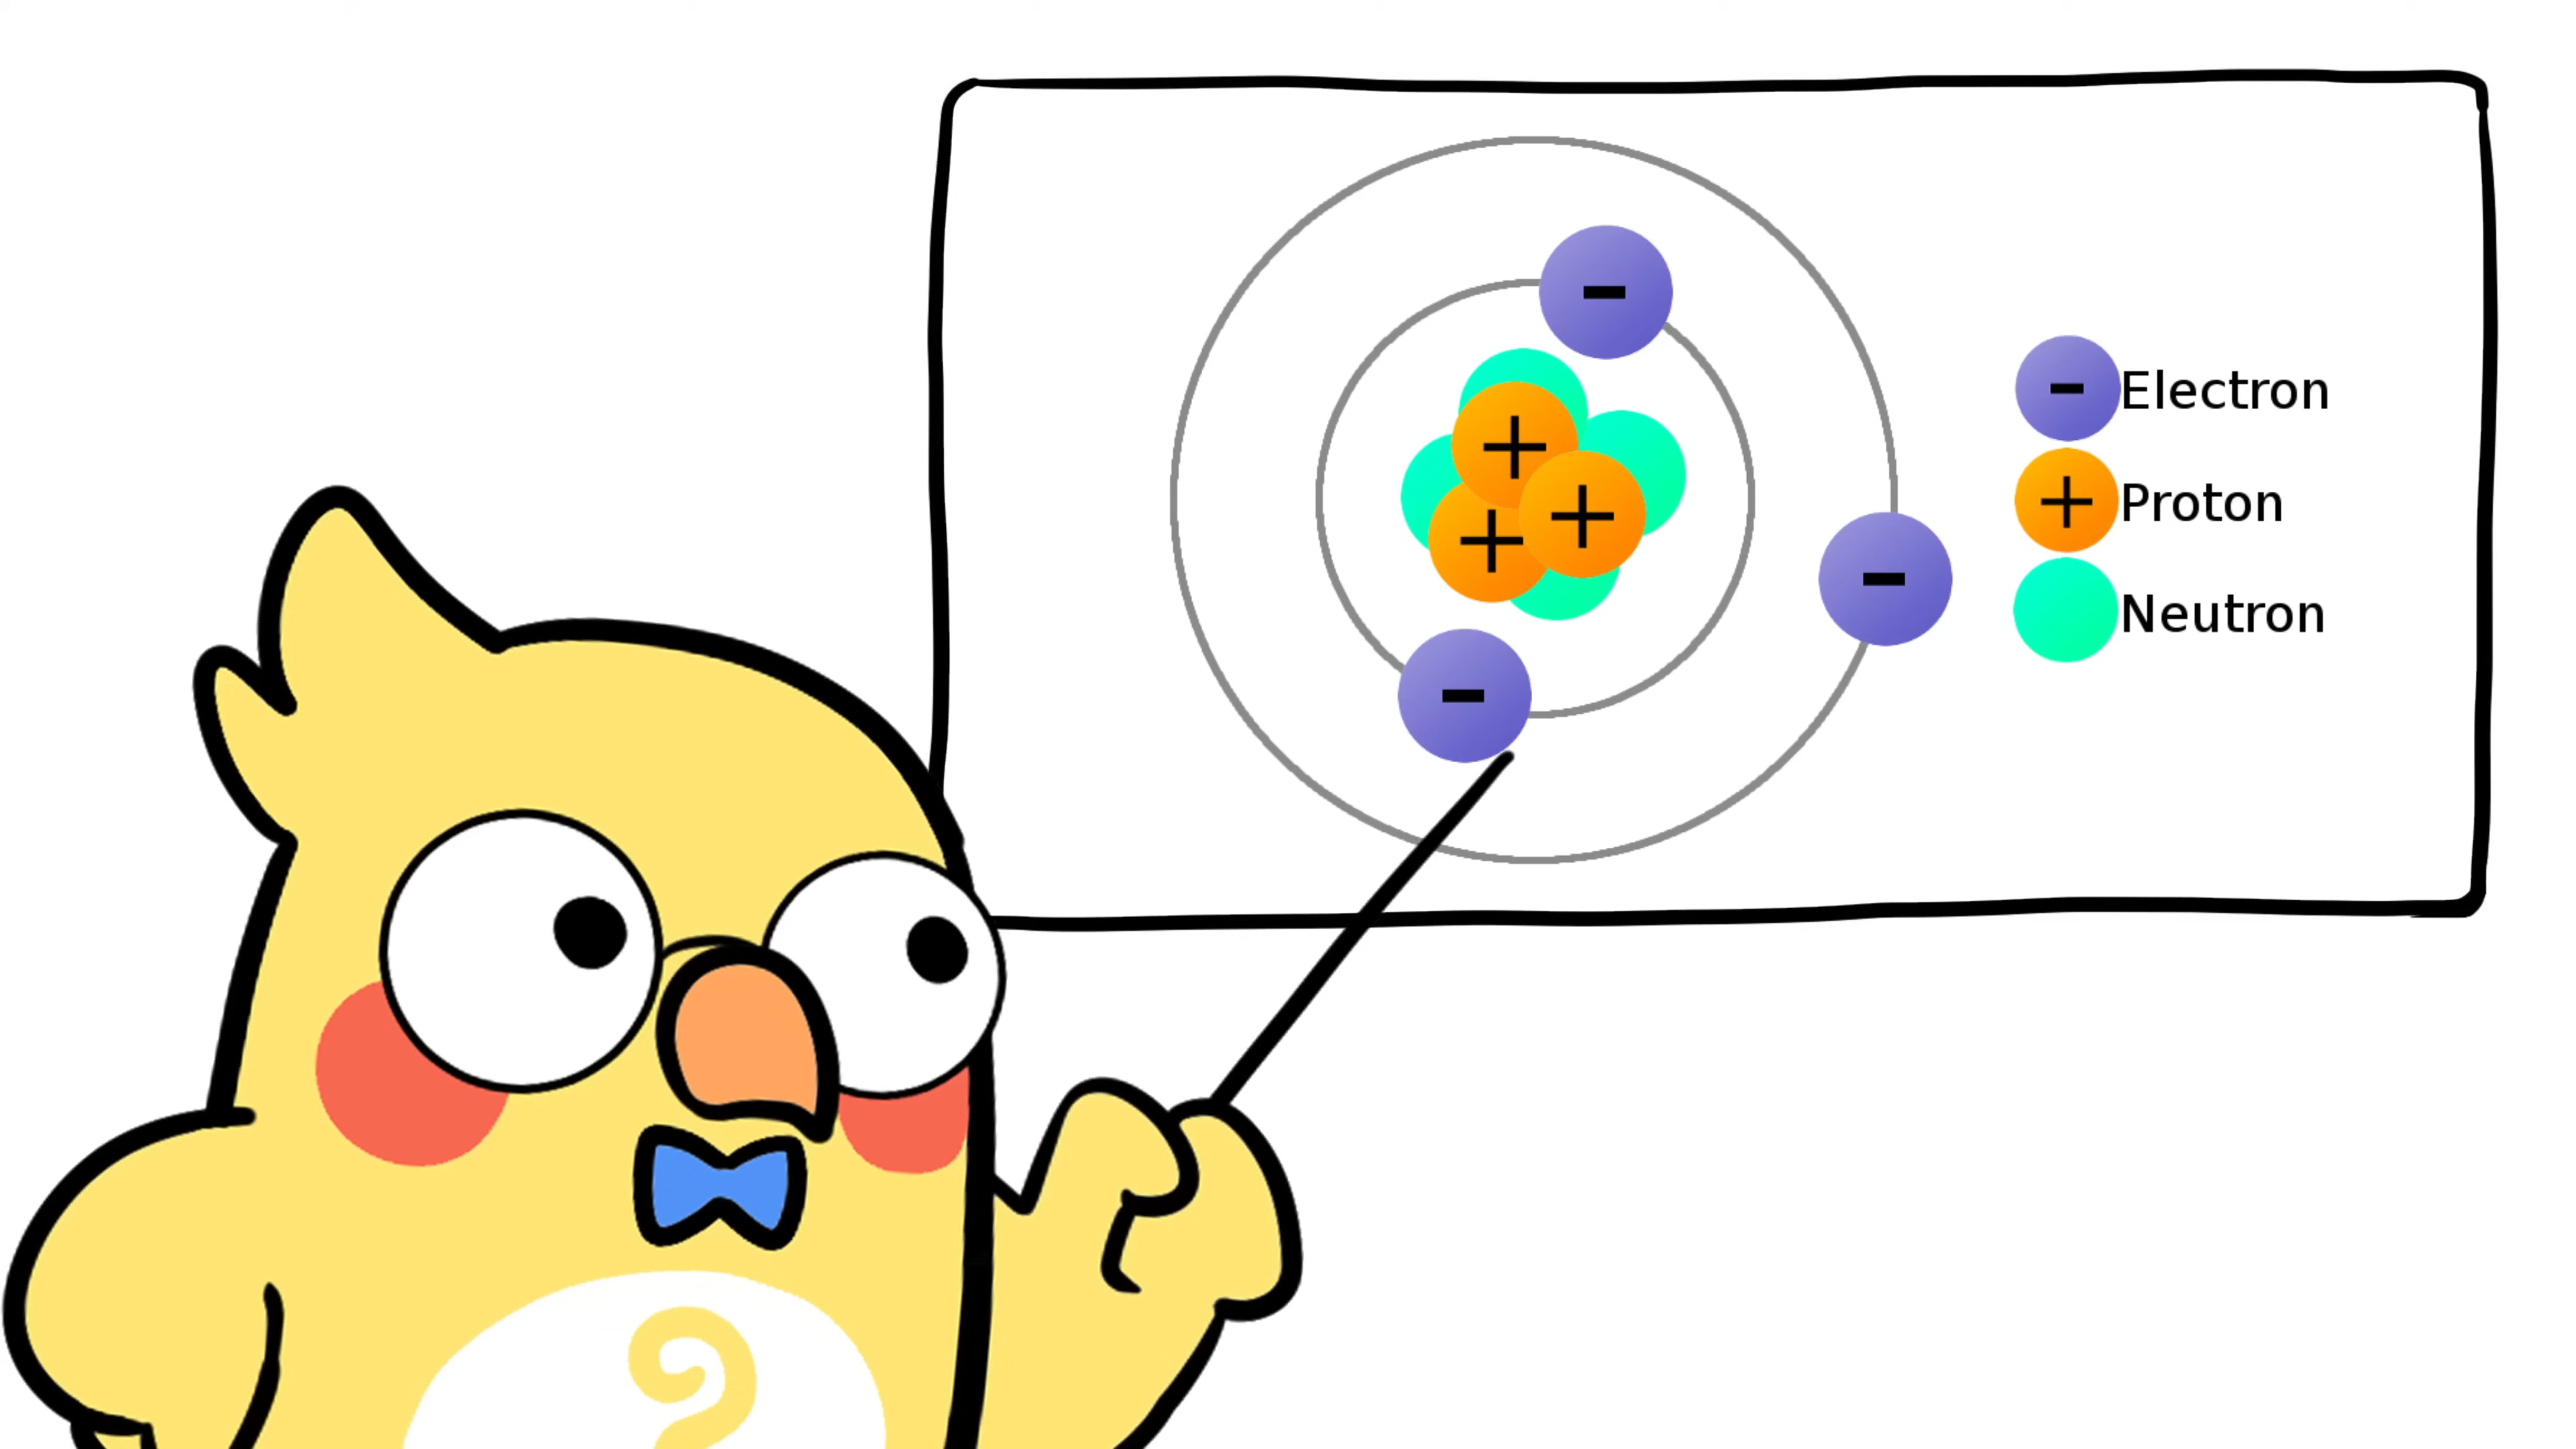 -
+
+
+
-
-
- Electron
+ Proton
Neutron
?